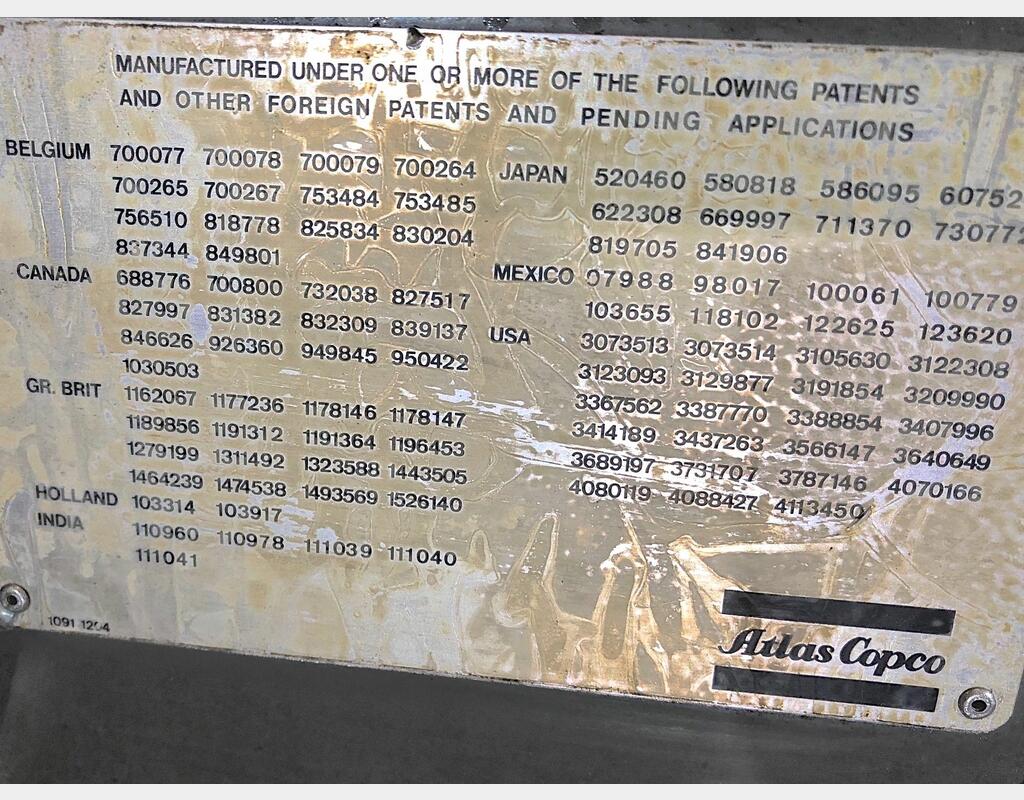 MANUFACTURED UNDER ONE OR MORE OF THE FOLLOWING PATENTS
AND OTHER FOREIGN PATENTS AND PENDING APPLICATIONS
BELGIUM 700077 700078 700079 700264
700265 700267 753484 753485
756510 818778 825834 830204
837344 849801
CANADA 688776 700800 732038 827517
827997 831382 832309 839137
846626 926360 949845 950422
1030503
GR. BRIT 1162067 1177236 1178146 1178147
1189856 1191312 1191364 1196453
1279199 1311492 1323588 1443505
1464239 1474538 1493569 1526140
HOLLAND 103314 103917
INDIA 110960 110978 111039 111040
111041
1091 1204
JAPAN 520460 580818 586095 60752
622308 669997 711370 730772
819705 841906
MEXICO 97988 98017 100061 100779
103655 118102 122625 123620
USA 3073513 3073514 3105630 3122308
3123093 3129877 3191854 3209990
3367562 3387770 3388854 3407996
3414189 3437263 3566147 3640649
3689197 3731707 3787146 4070166
4080119 4088427 4113450
Atlas Copco